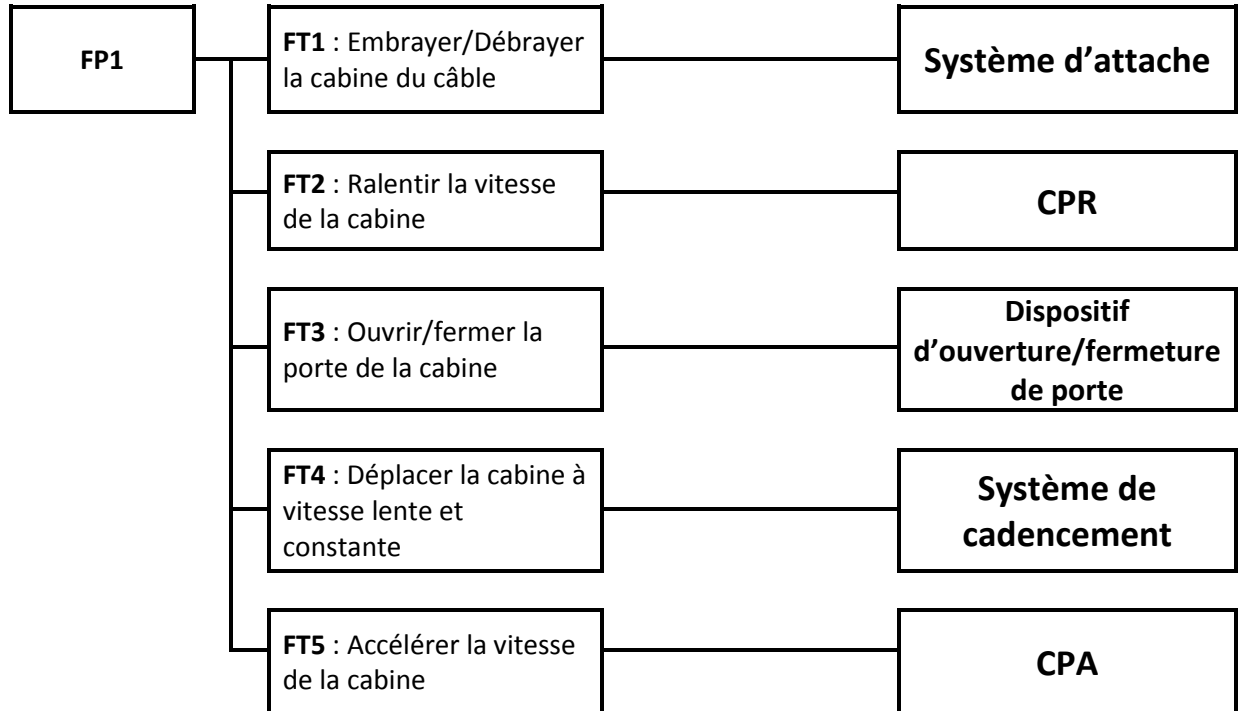 FP1
FT1 : Embrayer/Débrayer
la cabine du câble
Système d’attache
FT2 : Ralentir la vitesse
de la cabine
CPR
FT3 : Ouvrir/fermer la
porte de la cabine
Dispositif
d’ouverture/fermeture
de porte
FT4 : Déplacer la cabine à
vitesse lente et
constante
Système de
cadencement
FT5 : Accélérer la vitesse
de la cabine
CPA